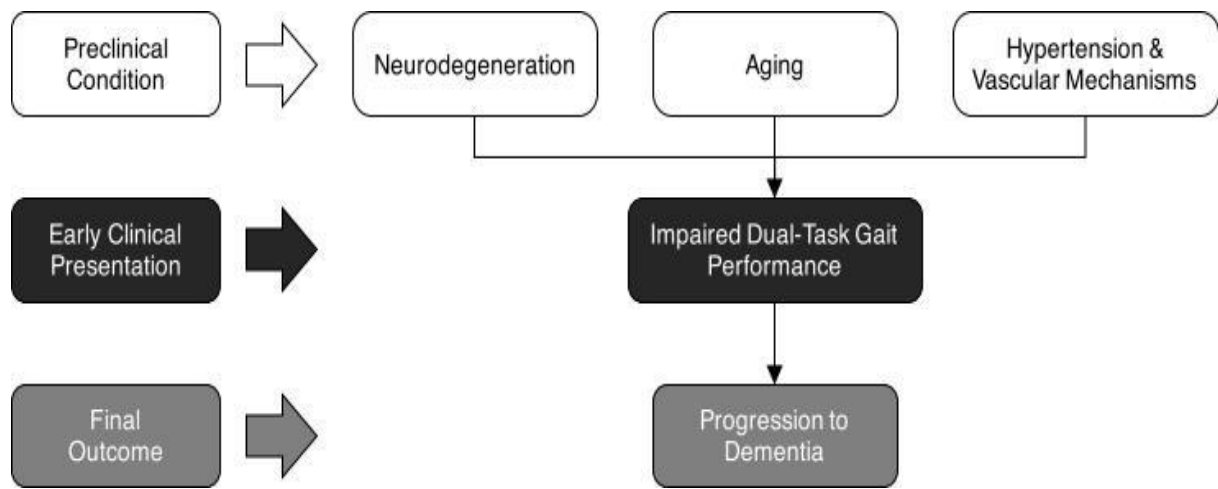 Preclinical
Condition
Neurodegeneration
Aging
Hypertension &
Vascular Mechanisms
Early Clinical
Presentation
Impaired Dual-Task Gait
Performance
Final
Outcome
Progression to
Dementia